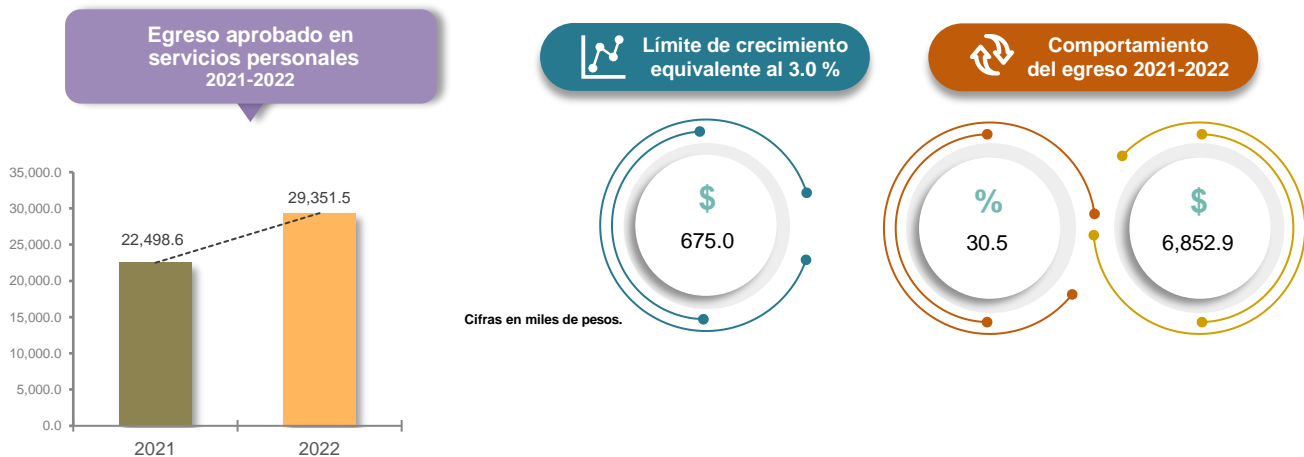 Egreso aprobado en
servicios personales
2021-2022
Límite de crecimiento
equivalente al 3.0 %
Comportamiento
del egreso 2021-2022
35,000.0
30,000.0
25,000.0
20,000.0
15,000.0
10,000.0
5,000.0
0.0
22,498.6
29,351.5
2021
2022
$
675.0
%
30.5
$
6,852.9
Cifras en miles de pesos.